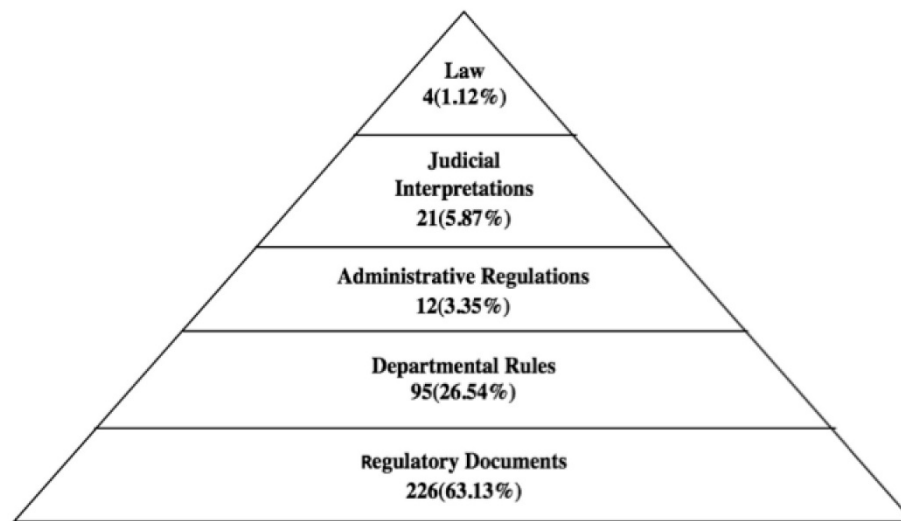 Law
4(1.12%)
Judicial
Interpretations
21(5.87%)
Administrative Regulations
12(3.35%)
Departmental Rules
95(26.54%)
Regulatory Documents
226(63.13%)